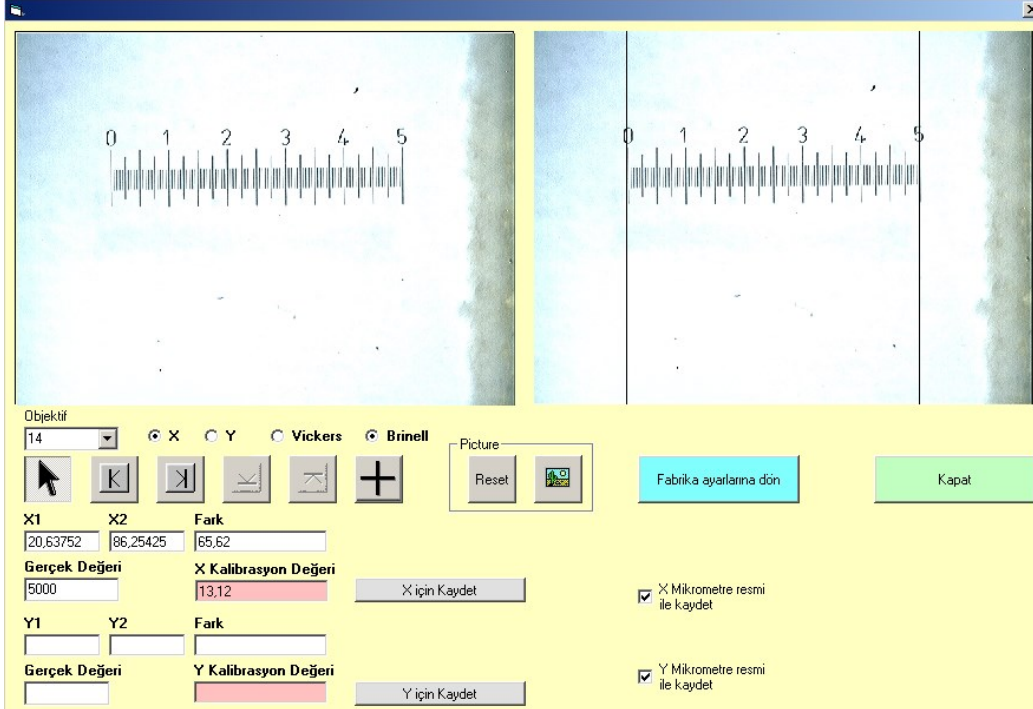 0 1 2 3 4 5
0 1 2 3 4 5
Objektif
14
X Y Vickers Brinell
Picture
K K Reset Fabrika ayarlarına dön Kapat
X1 X2 Fark
20,63752 86,25425 65,62
Gerçek Değeri X Kalibrasyon Değeri
5000 13,12 X için Kaydet
X Mikrometre resmi
ile kaydet
Y1 Y2 Fark
Gerçek Değeri Y Kalibrasyon Değeri
Y için Kaydet
Y Mikrometre resmi
ile kaydet